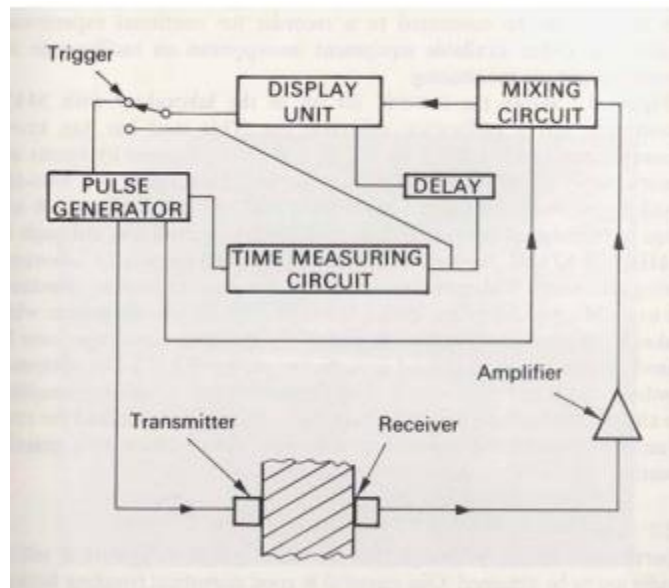 Trigger
DISPLAY
UNIT
MIXING
CIRCUIT
PULSE
GENERATOR
DELAY
TIME MEASURING
CIRCUIT
Amplifier
Transmitter
Receiver